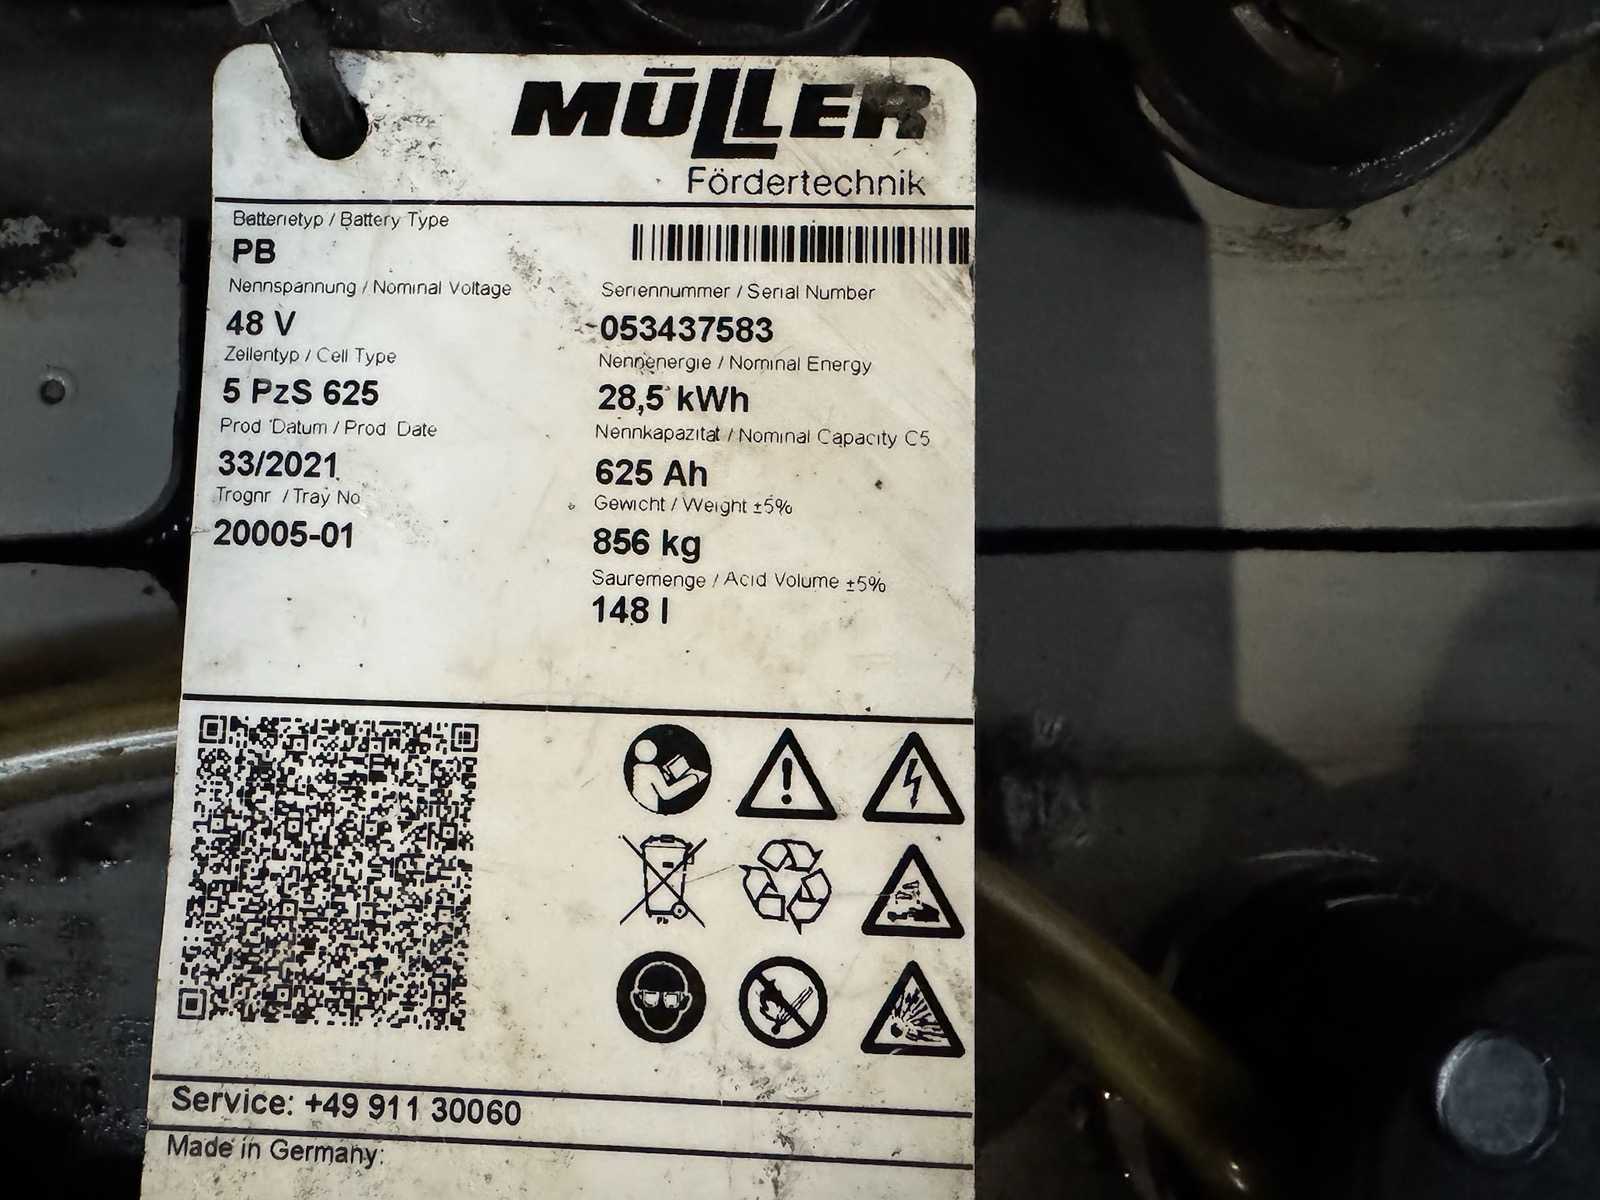 MÜLLER
Fördertechnik
Batterietyp / Battery Type
PB
Nennspannung / Nominal Voltage
48 V
Zellentyp / Cell Type
5 PzS 625
Prod Datum / Prod Date
33/2021
Trognr / Tray No
20005-01
Seriennummer / Serial Number
053437583
Nennenergie / Nominal Energy
28,5 kWh
Nennkapazität / Nominal Capacity C5
625 Ah
Gewicht / Weight ±5%
856 kg
Säuremenge / Acid Volume ±5%
148 l
Pb
Service: +49 911 30060
Made in Germany